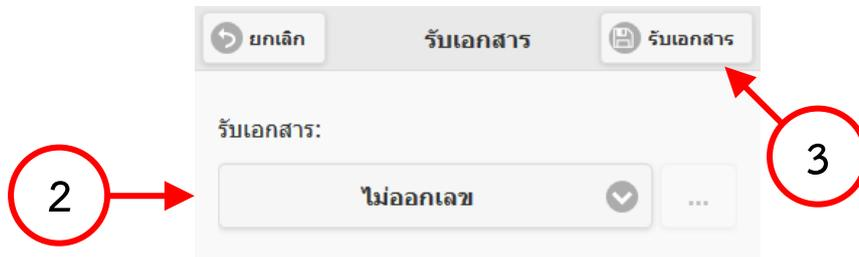 ยกเลิก
รับเอกสาร
รับเอกสาร
รับเอกสาร:
2
ไม่ออกเลข
...
3